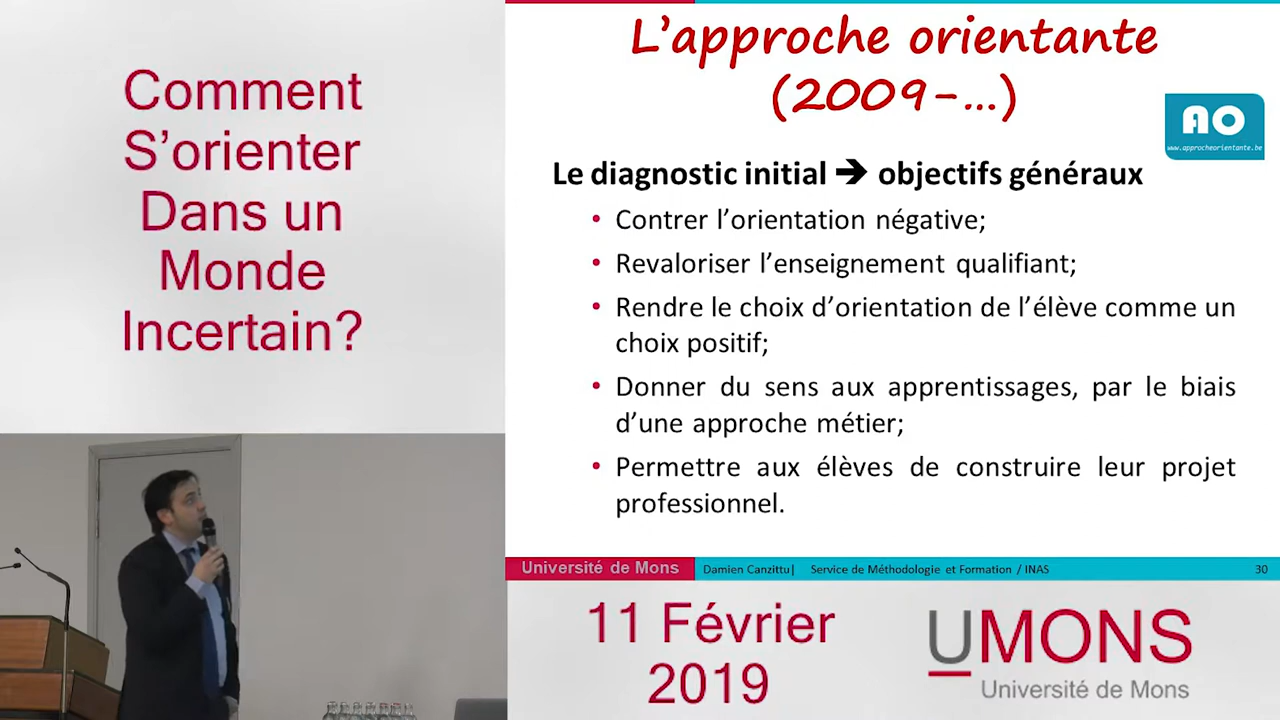 Comment
S'orienter
Dans un
Monde
Incertain?
L'approche orientante
(2009-...)
AO
www.approcheorientante.be
Le diagnostic initial ➔ objectifs généraux
• Contrer l'orientation négative;
• Revaloriser l'enseignement qualifiant;
• Rendre le choix d'orientation de l'élève comme un
choix positif;
• Donner du sens aux apprentissages, par le biais
d'une approche métier;
• Permettre aux élèves de construire leur projet
professionnel.
Université de Mons
Damien Canzittu| Service de Méthodologie et Formation / INAS
30
11 Février
2019
UMONS
Université de Mons